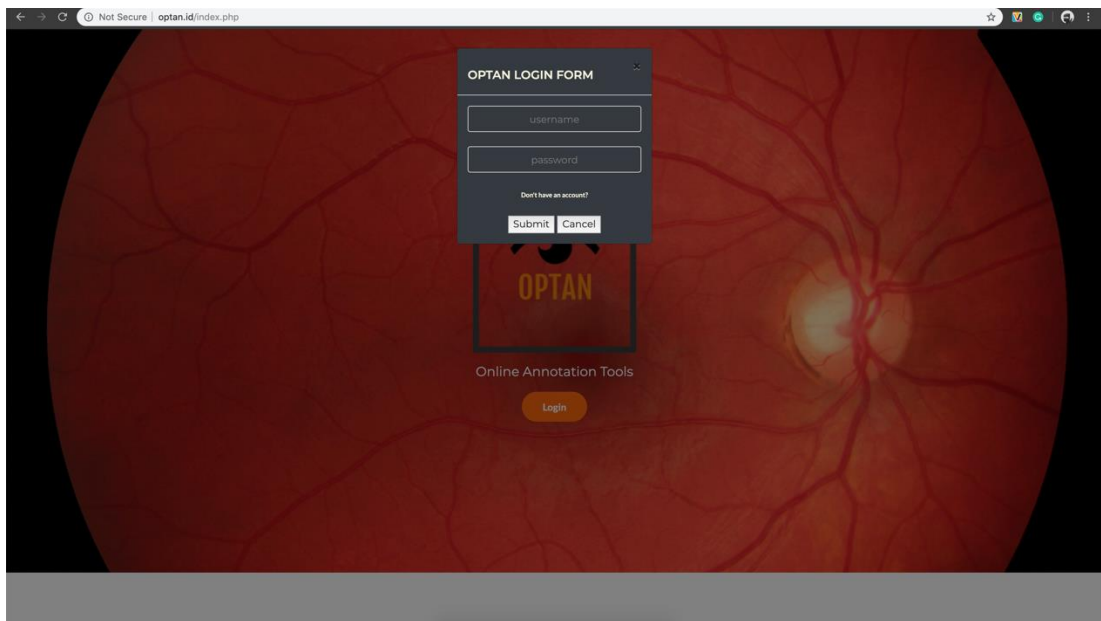 Not Secure | optan.id/index.php
OPTAN LOGIN FORM
×
username
password
Don't have an account?
Submit Cancel
OPTAN
Online Annotation Tools
Login